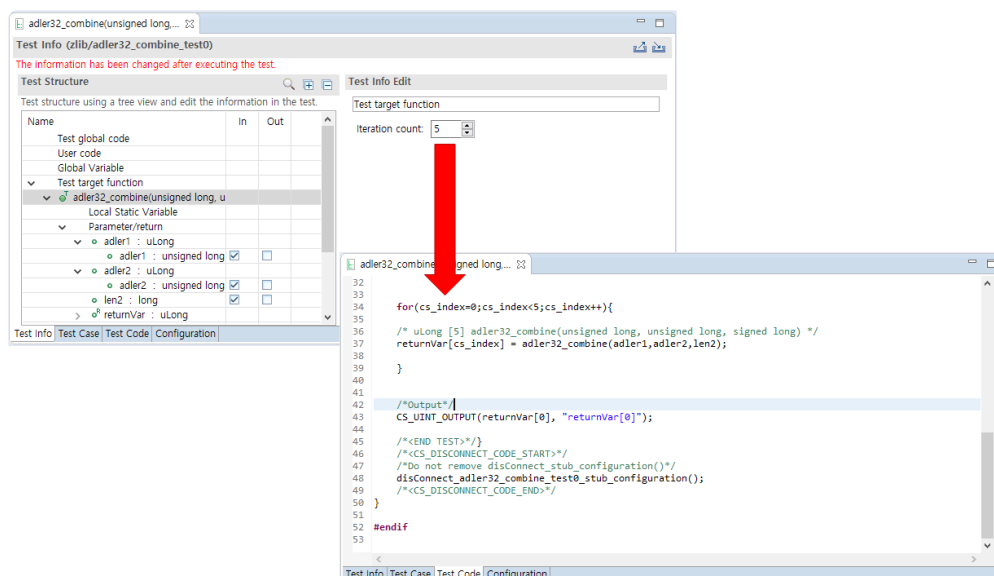 adler32_combine(unsigned long,...
Test Info (zlib/adler32_combine_test0)
The information has been changed after executing the test.
Test Structure
Test structure using a tree view and edit the information in the test.
Name In Out
Test global code
User code
Global Variable
Test target function
adler32_combine(unsigned long, u
Local Static Variable
Parameter/return
adler1 : uLong
adler1 : unsigned long
adler2 : uLong
adler2 : unsigned long
len2 : long
returnVar : uLong
Test Info Test Case Test Code Configuration
Test Info Edit
Test target function
Iteration count: 5
adler32_combine gned long,...
32
33
34 for(cs_index=0;cs_index<5;cs_index++){
35
36 /* uLong [5] adler32_combine(unsigned long, unsigned long, signed long) */
37 returnVar[cs_index] = adler32_combine(adler1,adler2,len2);
38
39 }
40
41
42 /*Output*/
43 CS_UINT_OUTPUT(returnVar[0], "returnVar[0]");
44
45 /*<END TEST>*/}
46 /*<CS_DISCONNECT_CODE_START>*/
47 /*Do not remove disConnect_stub_configuration()*/
48 disConnect_adler32_combine_test0_stub_configuration();
49 /*<CS_DISCONNECT_CODE_END>*/
50 }
51
52 #endif
53
Test Info Test Case Test Code Configuration